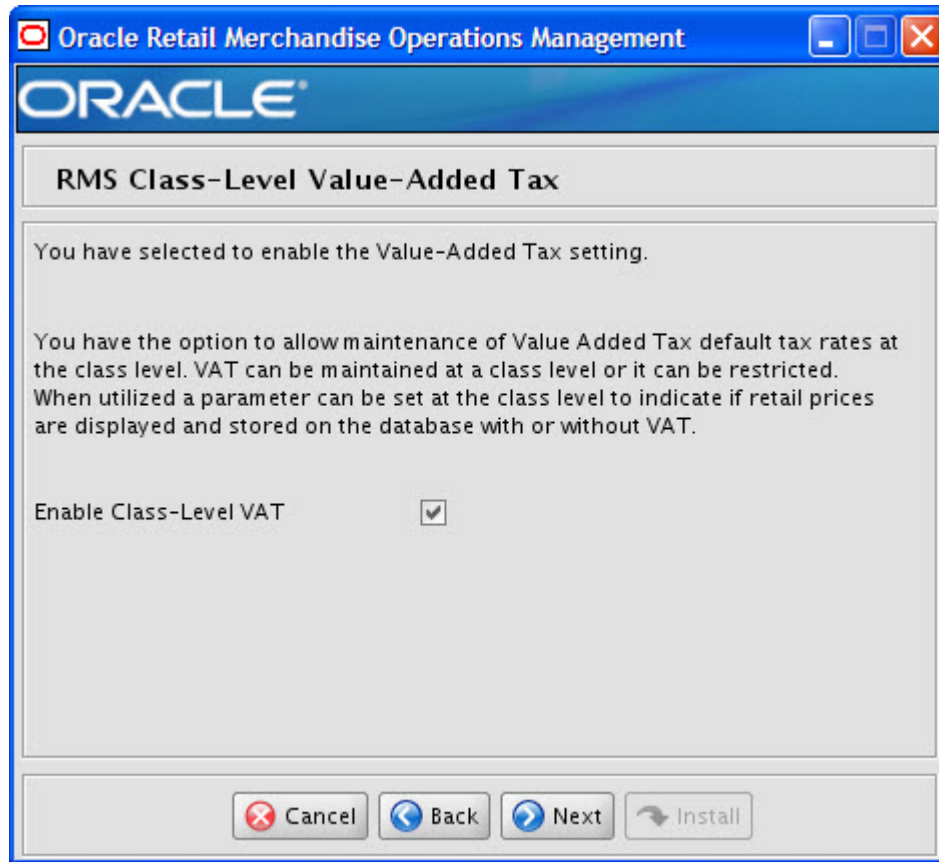 Oracle Retail Merchandise Operations Management
ORACLE
RMS Class-Level Value-Added Tax
You have selected to enable the Value-Added Tax setting.
You have the option to allow maintenance of Value Added Tax default tax rates at
the class level. VAT can be maintained at a class level or it can be restricted.
When utilized a parameter can be set at the class level to indicate if retail prices
are displayed and stored on the database with or without VAT.
Enable Class-Level VAT
Cancel Back Next Install